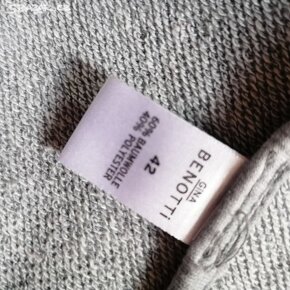 GINA
BENOTTI
42
60% BAUMWOLLE
40% POLYESTER